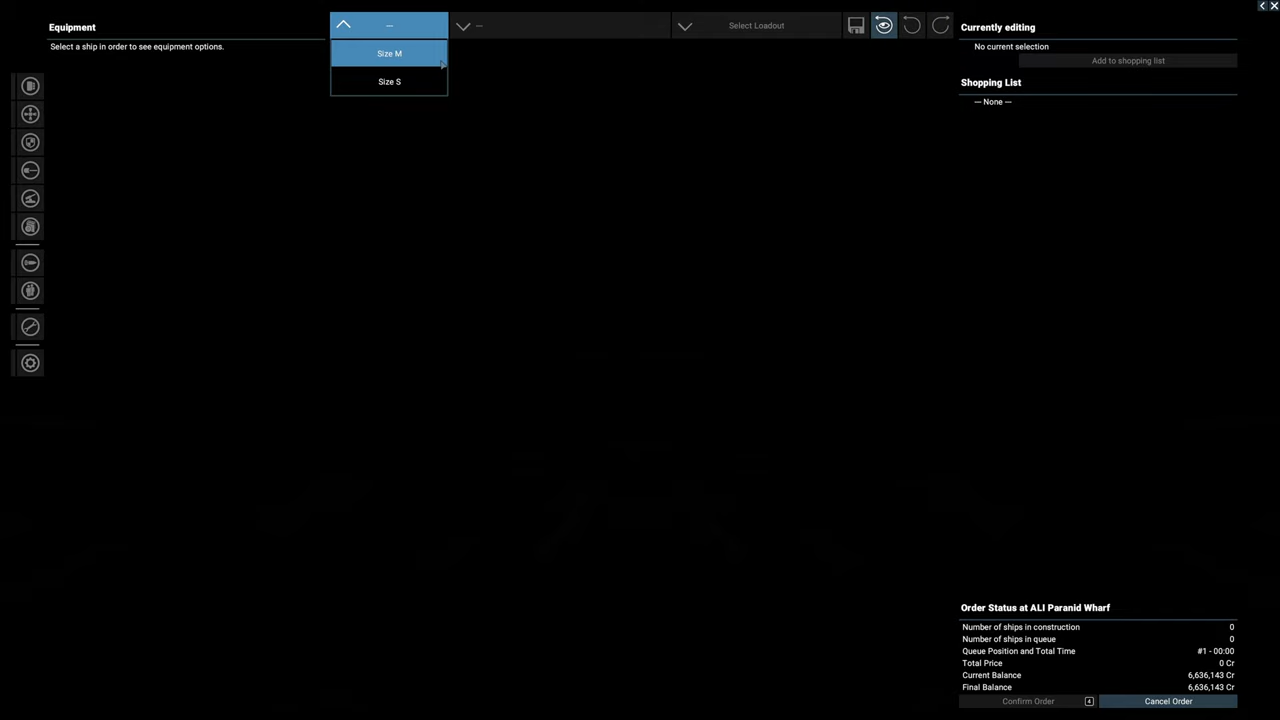 Equipment
Select a ship in order to see equipment options.
—
Size M
Size S
—
Select Loadout
Currently editing
No current selection
Add to shopping list
Shopping List
— None —
Order Status at ALI Paranid Wharf
Number of ships in construction 0
Number of ships in queue 0
Queue Position and Total Time #1 - 00:00
Total Price 0 Cr
Current Balance 6,636,143 Cr
Final Balance 6,636,143 Cr
Confirm Order 4 Cancel Order